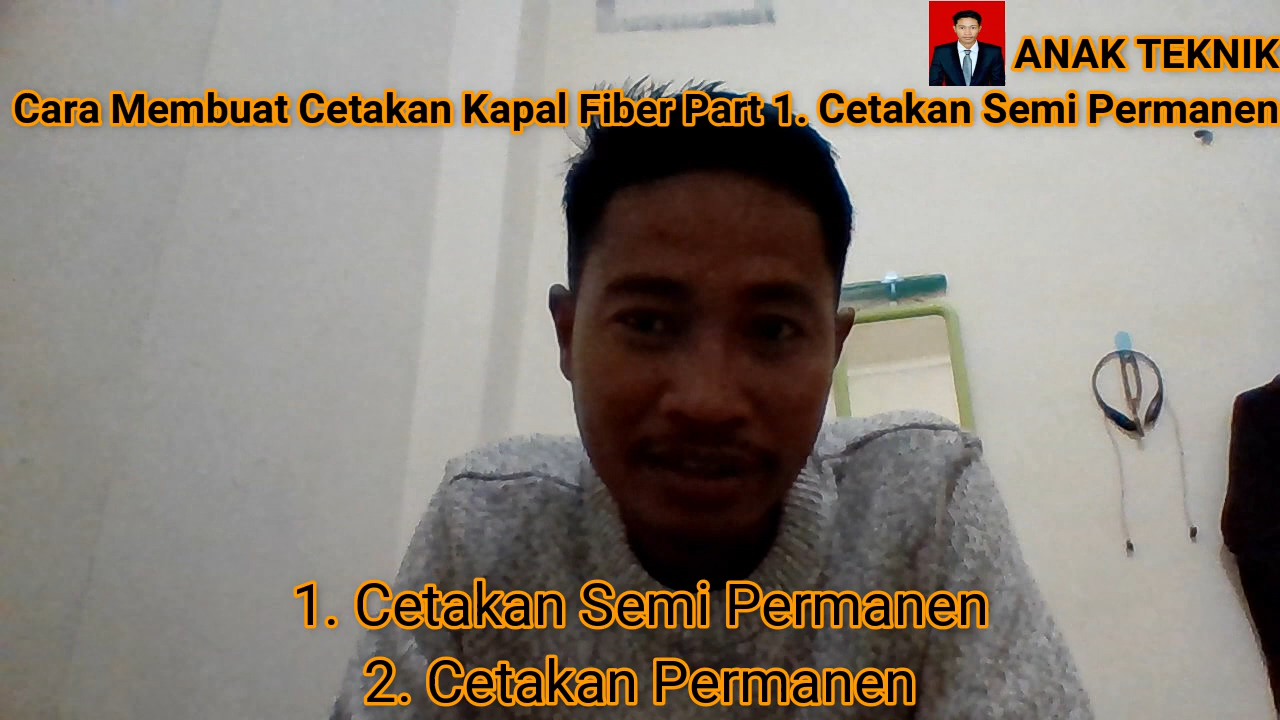 ANAK TEKNIK
Cara Membuat Cetakan Kapal Fiber Part 1. Cetakan Semi Permanen
1. Cetakan Semi Permanen
2. Cetakan Permanen